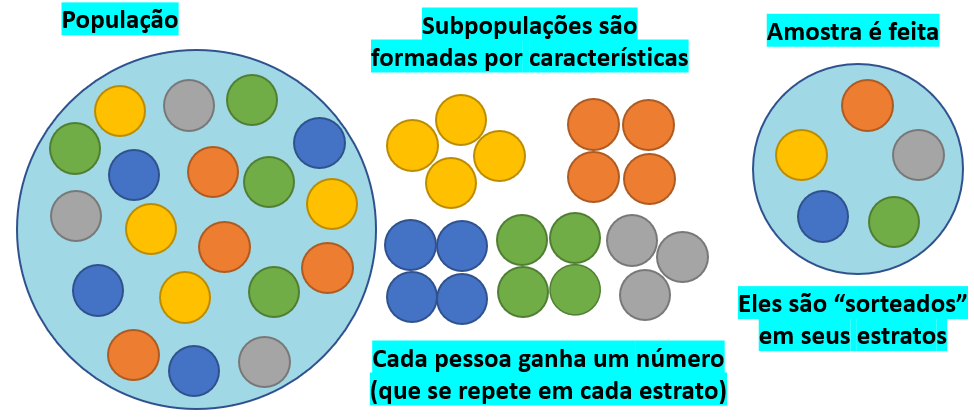 População
Subpopulações são
formadas por características
Amostra é feita
Cada pessoa ganha um número
(que se repete em cada estrato)
Eles são “sorteados”
em seus estratos